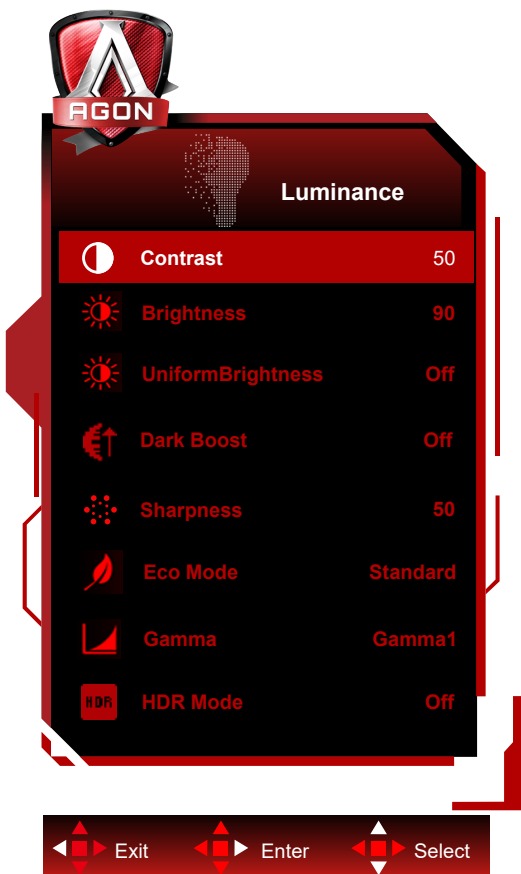 AGON
Luminance
Contrast 50
Brightness 90
UniformBrightness Off
Dark Boost Off
Sharpness 50
Eco Mode Standard
Gamma Gamma1
HDR HDR Mode Off
Exit Enter Select